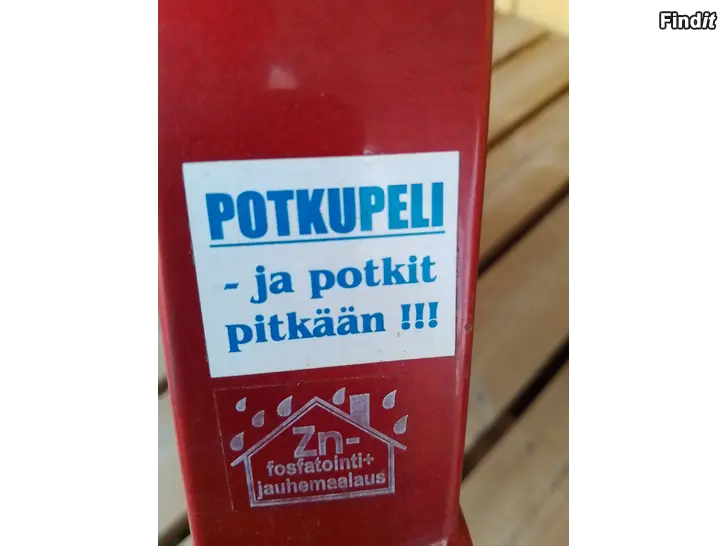 Findit
POTKUPELI
- ja potkit
pitkään !!!
Zn-
fosfatointi+
jauhemaalaus